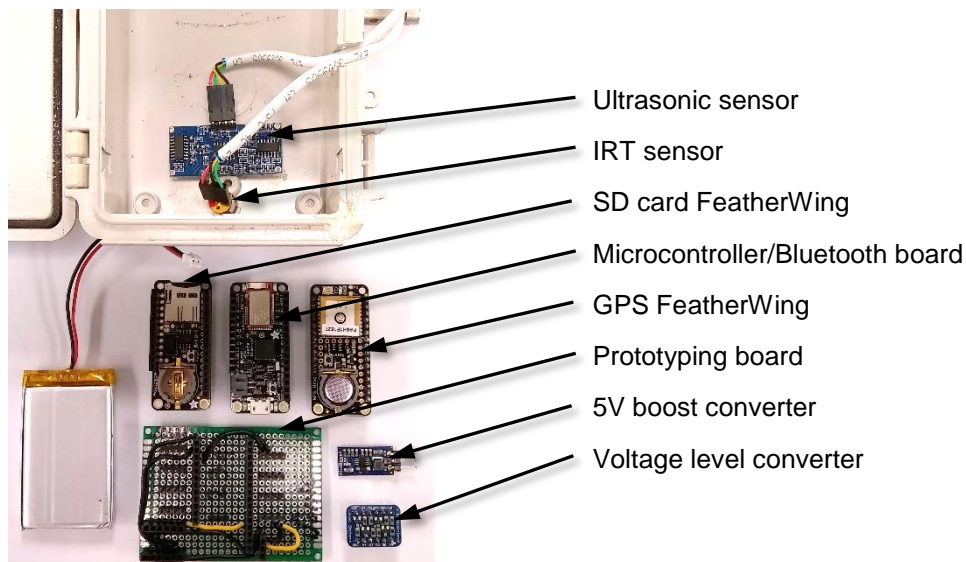 Ultrasonic sensor
IRT sensor
SD card FeatherWing
Microcontroller/Bluetooth board
GPS FeatherWing
Prototyping board
5V boost converter
Voltage level converter